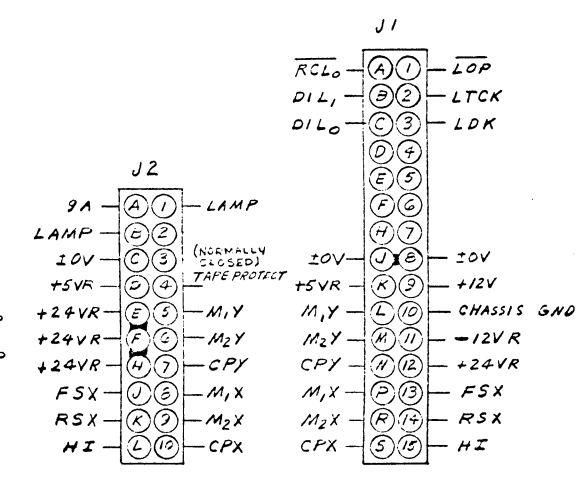 J1
RCL₀ A 1 LOP
DIL₁ B 2 LTCK
DIL₀ C 3 LDK
D 4
E 5
F 6
H 7
±0V J 8 ±0V
+5VR K 9 +12V
M₁Y L 10 CHASSIS GND
M₂Y M 11 -12VR
CPY N 12 +24VR
M₁X P 13 FSX
M₂X R 14 RSX
CPX S 15 HI
J2
9A A 1 LAMP
LAMP B 2
±0V C 3 (NORMALLY CLOSED)
+5VR D 4 TAPE PROTECT
+24VR E 5 M₁Y
+24VR F 6 M₂Y
+24VR H 7 CPY
FSX J 8 M₁X
RSX K 9 M₂X
HI L 10 CPX